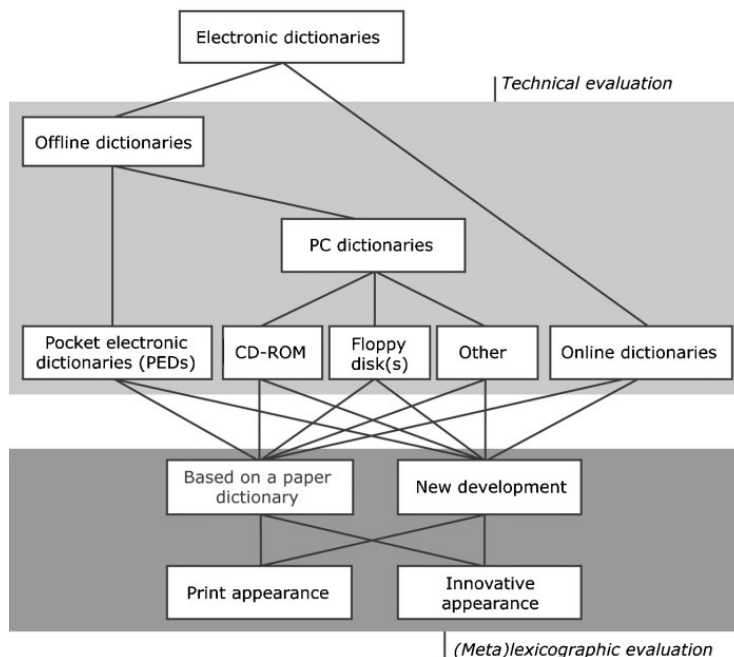 Electronic dictionaries
Technical evaluation
Offline dictionaries
PC dictionaries
Pocket electronic
dictionaries (PEDs)
CD-ROM
Floppy
disk(s)
Other
Online dictionaries
Based on a paper
dictionary
New development
Print appearance
Innovative
appearance
(Meta)lexicographic evaluation